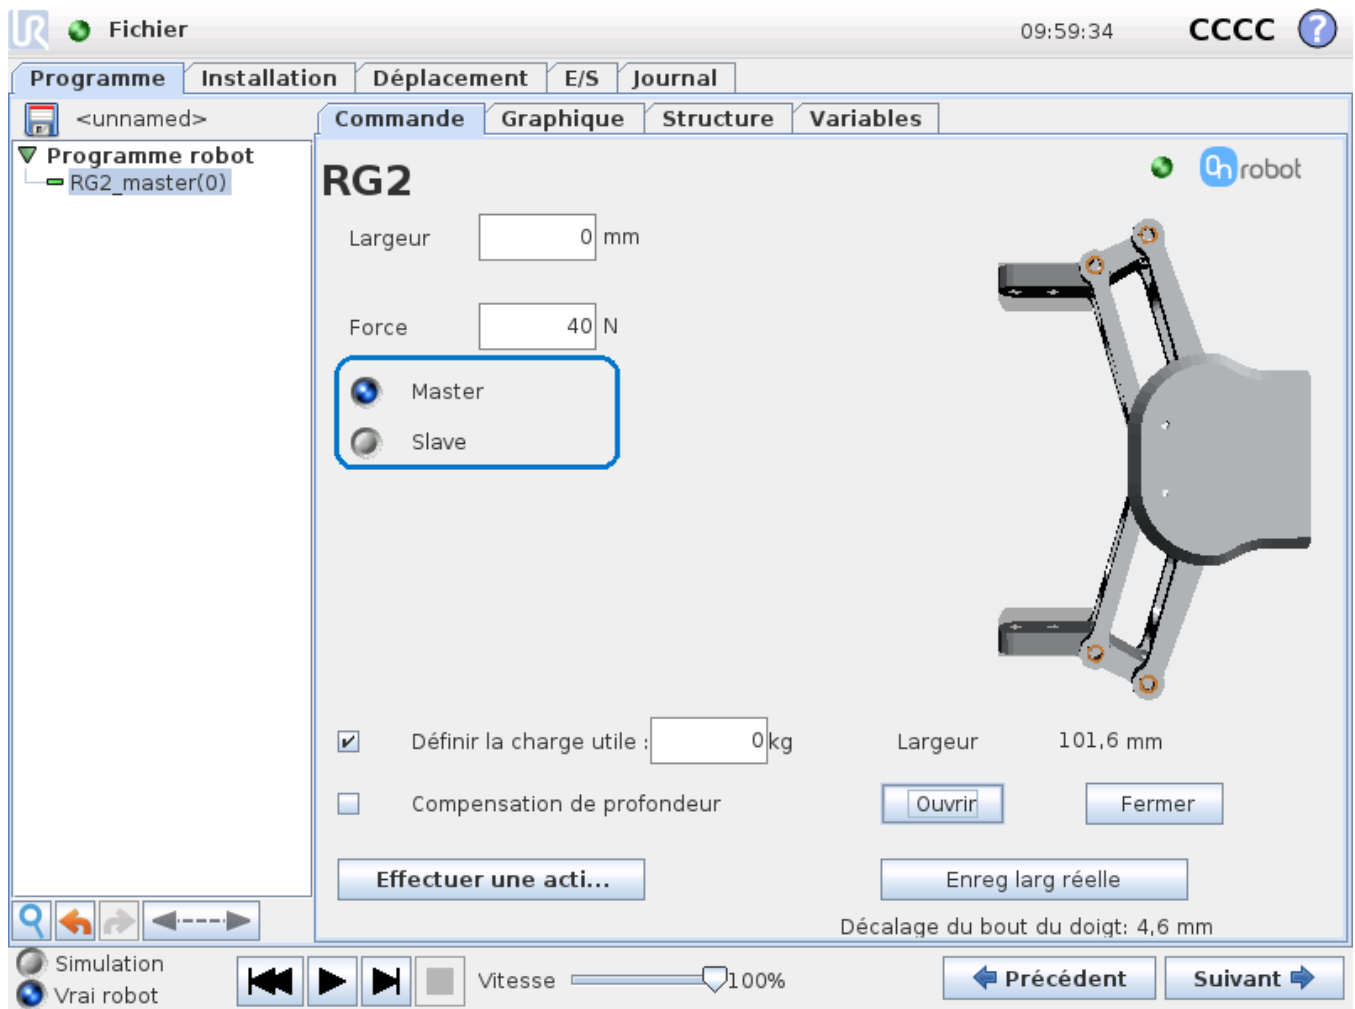 UR Fichier 09:59:34 CCCC ?
Programme Installation Déplacement E/S Journal
<unnamed> Commande Graphique Structure Variables
Programme robot
RG2_master(0)
RG2 On robot
Largeur 0 mm
Force 40 N
Master
Slave
Définir la charge utile : 0 kg Largeur 101,6 mm
Compensation de profondeur Ouvrir Fermer
Effectuer une acti... Enreg larg réelle
Décalage du bout du doigt: 4,6 mm
Simulation
Vrai robot Vitesse 100% Précédent Suivant